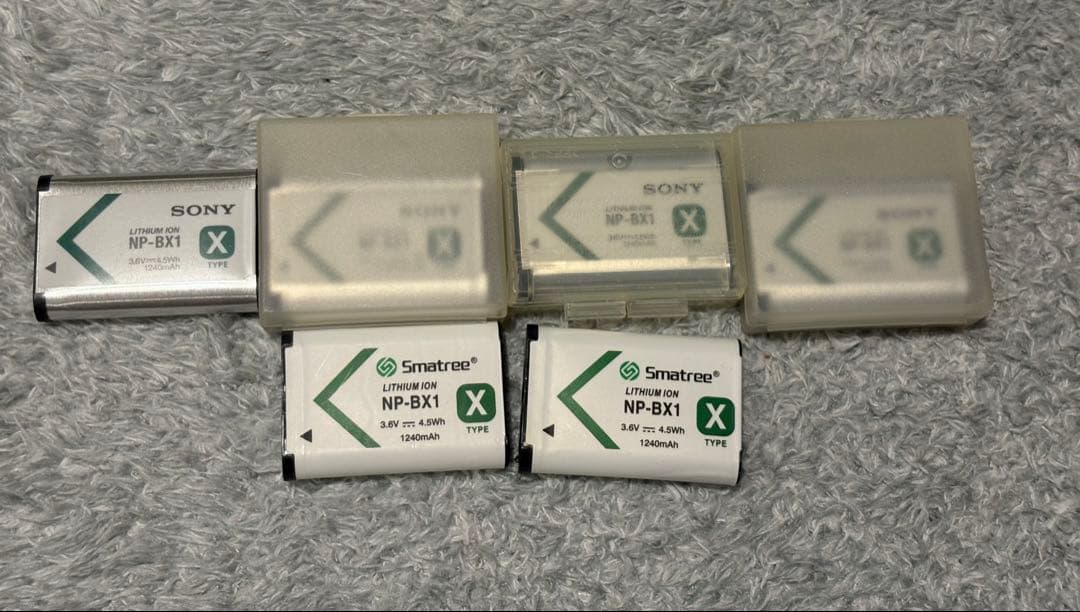 SONY
LITHIUM ION
NP-BX1
3.6V⎓4.5Wh
1240mAh
X
TYPE
SONY
X
SONY
LITHIUM ION
NP-BX1
X
SONY
X
Smatree®
LITHIUM ION
NP-BX1
3.6V ⎓ 4.5Wh
1240mAh
X
TYPE
Smatree®
LITHIUM ION
NP-BX1
3.6V ⎓ 4.5Wh
1240mAh
X
TYPE